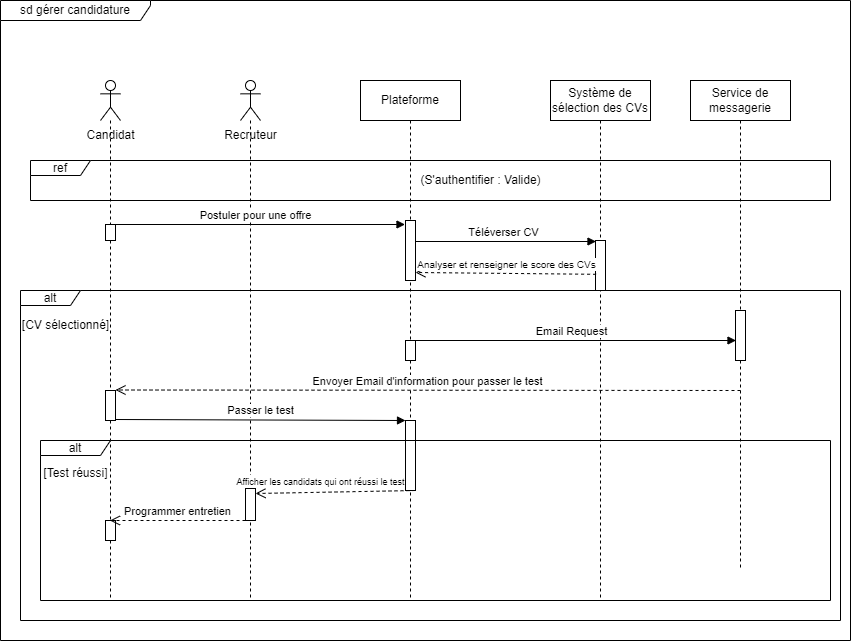 sd gérer candidature
Candidat
Recruteur
Plateforme
Système de
sélection des CVs
Service de
messagerie
ref
(S'authentifier : Valide)
Postuler pour une offre
Téléverser CV
Analyser et renseigner le score des CVs
alt
[CV sélectionné]
Email Request
Envoyer Email d'information pour passer le test
Passer le test
alt
[Test réussi]
Afficher les candidats qui ont réussi le test
Programmer entretien